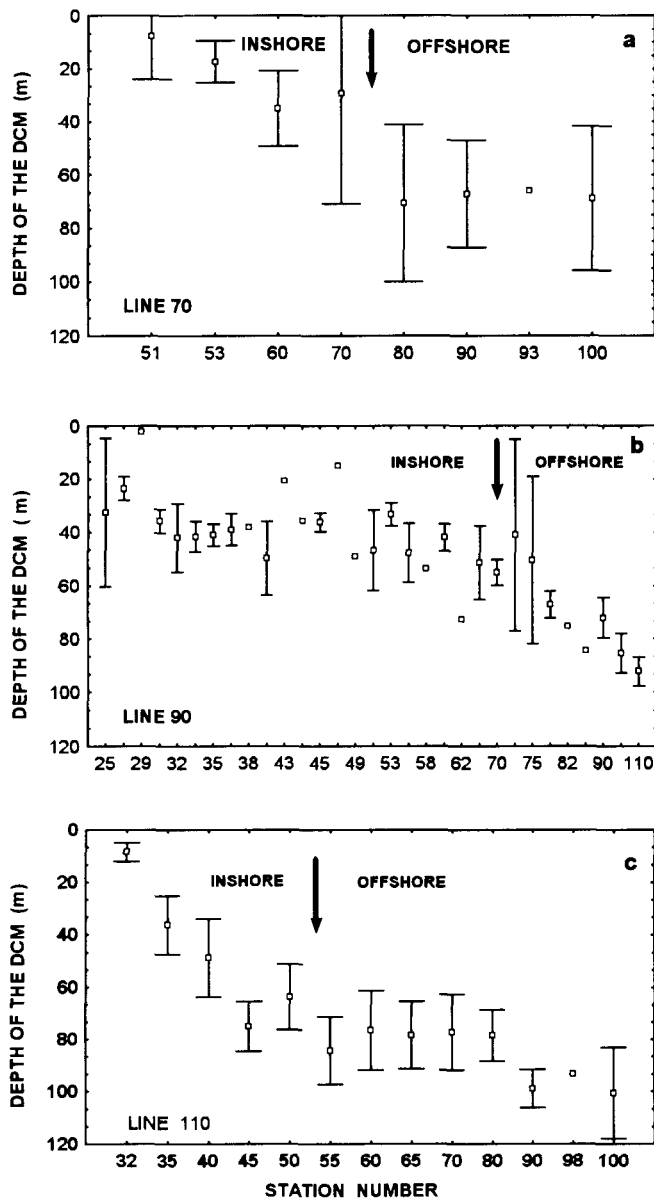 0
20
40
60
80
100
120
DEPTH OF THE DCM (m)
INSHORE
OFFSHORE
a
LINE 70
51 53 60 70 80 90 93 100
0
20
40
60
80
100
120
DEPTH OF THE DCM ( m)
INSHORE
OFFSHORE
b
LINE 90
25 29 32 35 38 43 45 49 53 58 62 70 75 82 90 110
0
20
40
60
80
100
120
DEPTH OF THE DCM (m)
INSHORE
OFFSHORE
c
LINE 110
32 35 40 45 50 55 60 65 70 80 90 98 100
STATION NUMBER